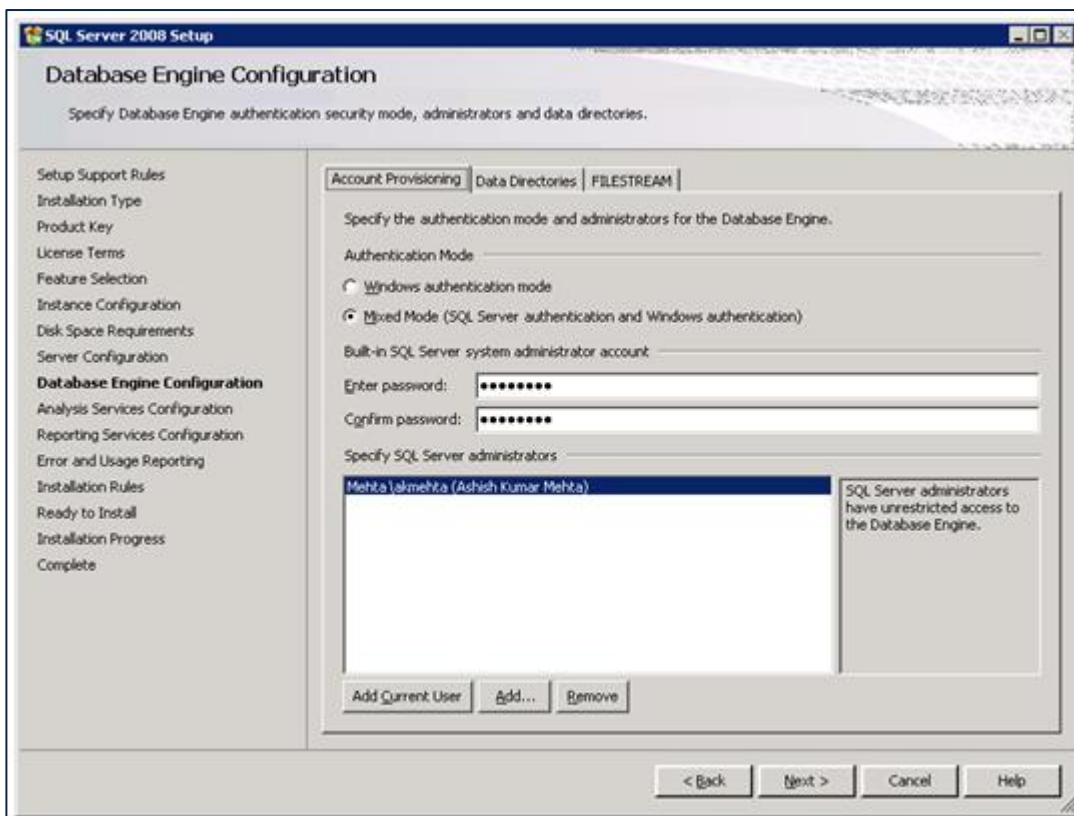 SQL Server 2008 Setup
Database Engine Configuration
Specify Database Engine authentication security mode, administrators and data directories.
Setup Support Rules
Installation Type
Product Key
License Terms
Feature Selection
Instance Configuration
Disk Space Requirements
Server Configuration
Database Engine Configuration
Analysis Services Configuration
Reporting Services Configuration
Error and Usage Reporting
Installation Rules
Ready to Install
Installation Progress
Complete
Account Provisioning Data Directories FILESTREAM
Specify the authentication mode and administrators for the Database Engine.
Authentication Mode
Windows authentication mode
Mixed Mode (SQL Server authentication and Windows authentication)
Built-in SQL Server system administrator account
Enter password: ●●●●●●●●
Confirm password: ●●●●●●●●
Specify SQL Server administrators
Mehta\akmehta (Ashish Kumar Mehta)
SQL Server administrators
have unrestricted access to
the Database Engine.
Add Current User Add... Remove
< Back Next > Cancel Help